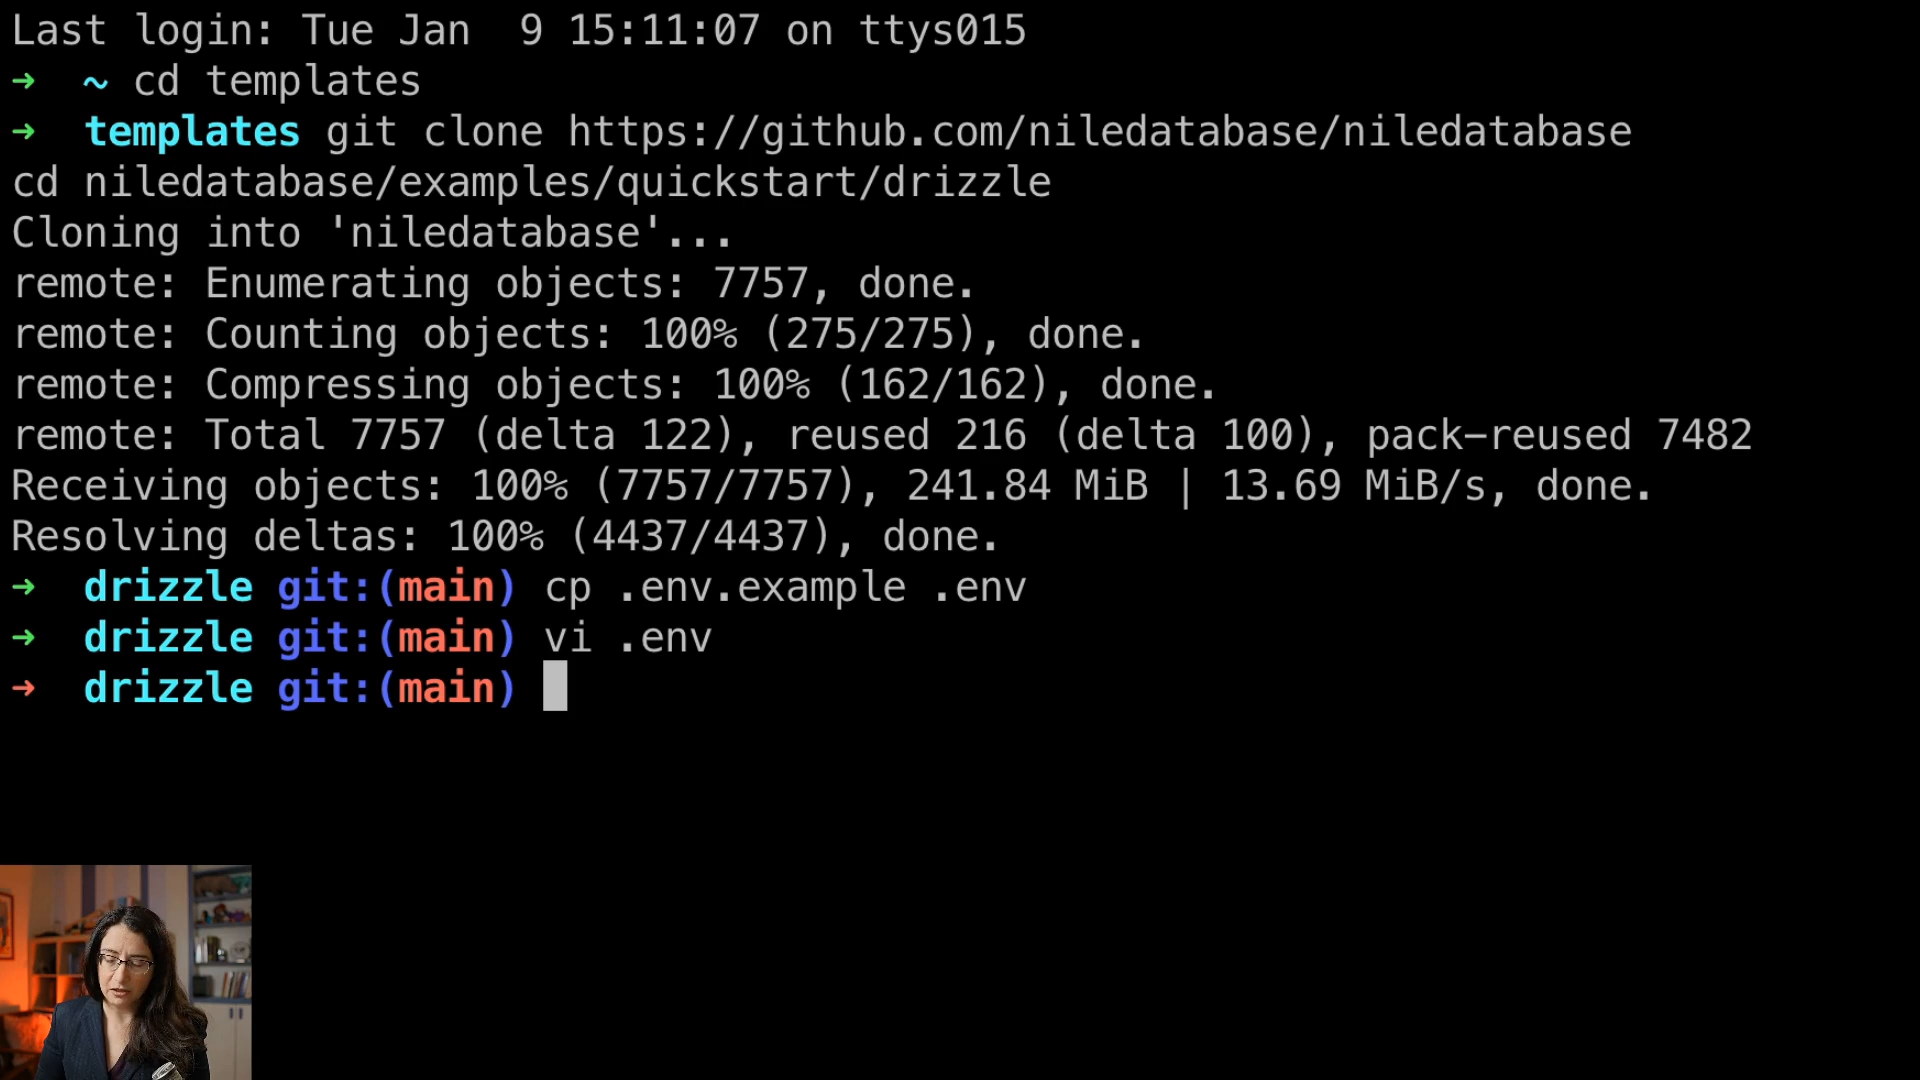 Last login: Tue Jan  9 15:11:07 on ttys015
➜  ~ cd templates
➜  templates git clone https://github.com/niledatabase/niledatabase
cd niledatabase/examples/quickstart/drizzle
Cloning into 'niledatabase'...
remote: Enumerating objects: 7757, done.
remote: Counting objects: 100% (275/275), done.
remote: Compressing objects: 100% (162/162), done.
remote: Total 7757 (delta 122), reused 216 (delta 100), pack-reused 7482
Receiving objects: 100% (7757/7757), 241.84 MiB | 13.69 MiB/s, done.
Resolving deltas: 100% (4437/4437), done.
➜  drizzle git:(main) cp .env.example .env
➜  drizzle git:(main) vi .env
➜  drizzle git:(main)